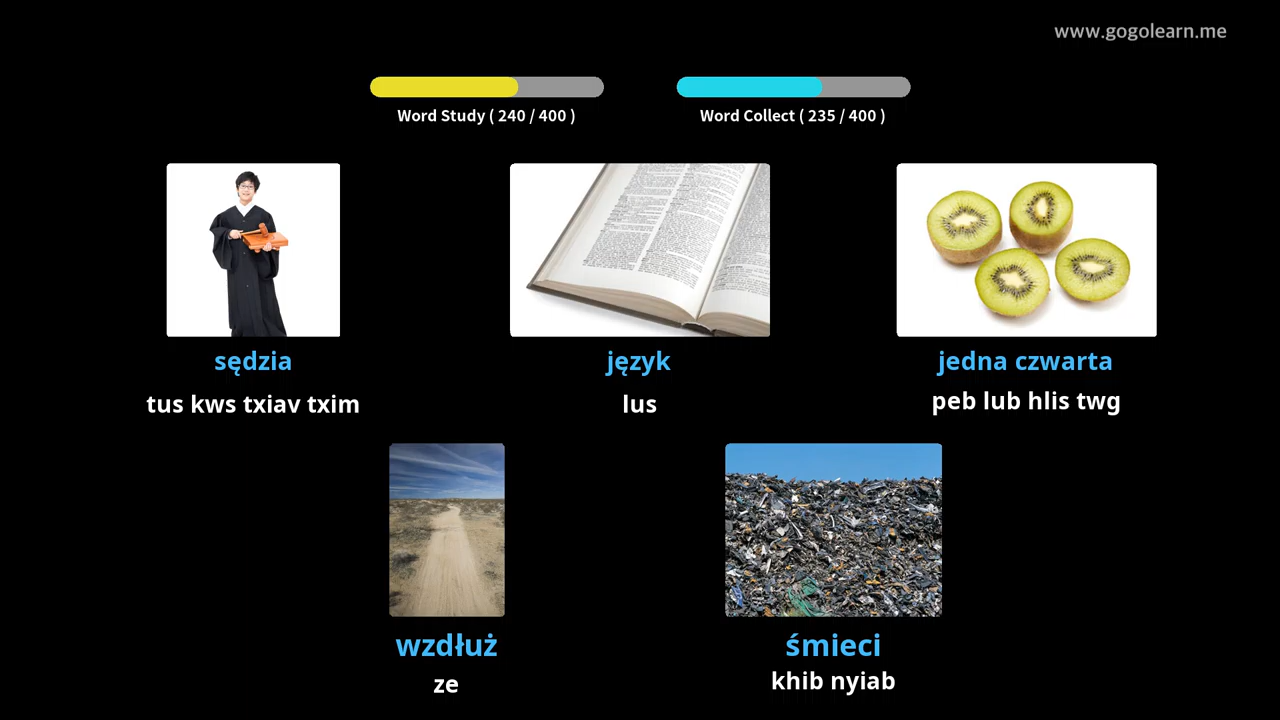 www.gogolearn.me
Word Study ( 240 / 400 )
Word Collect ( 235 / 400 )
sędzia
tus kws txiav txim
język
lus
jedna czwarta
peb lub hlis twg
wzdłuż
ze
śmieci
khib nyiab